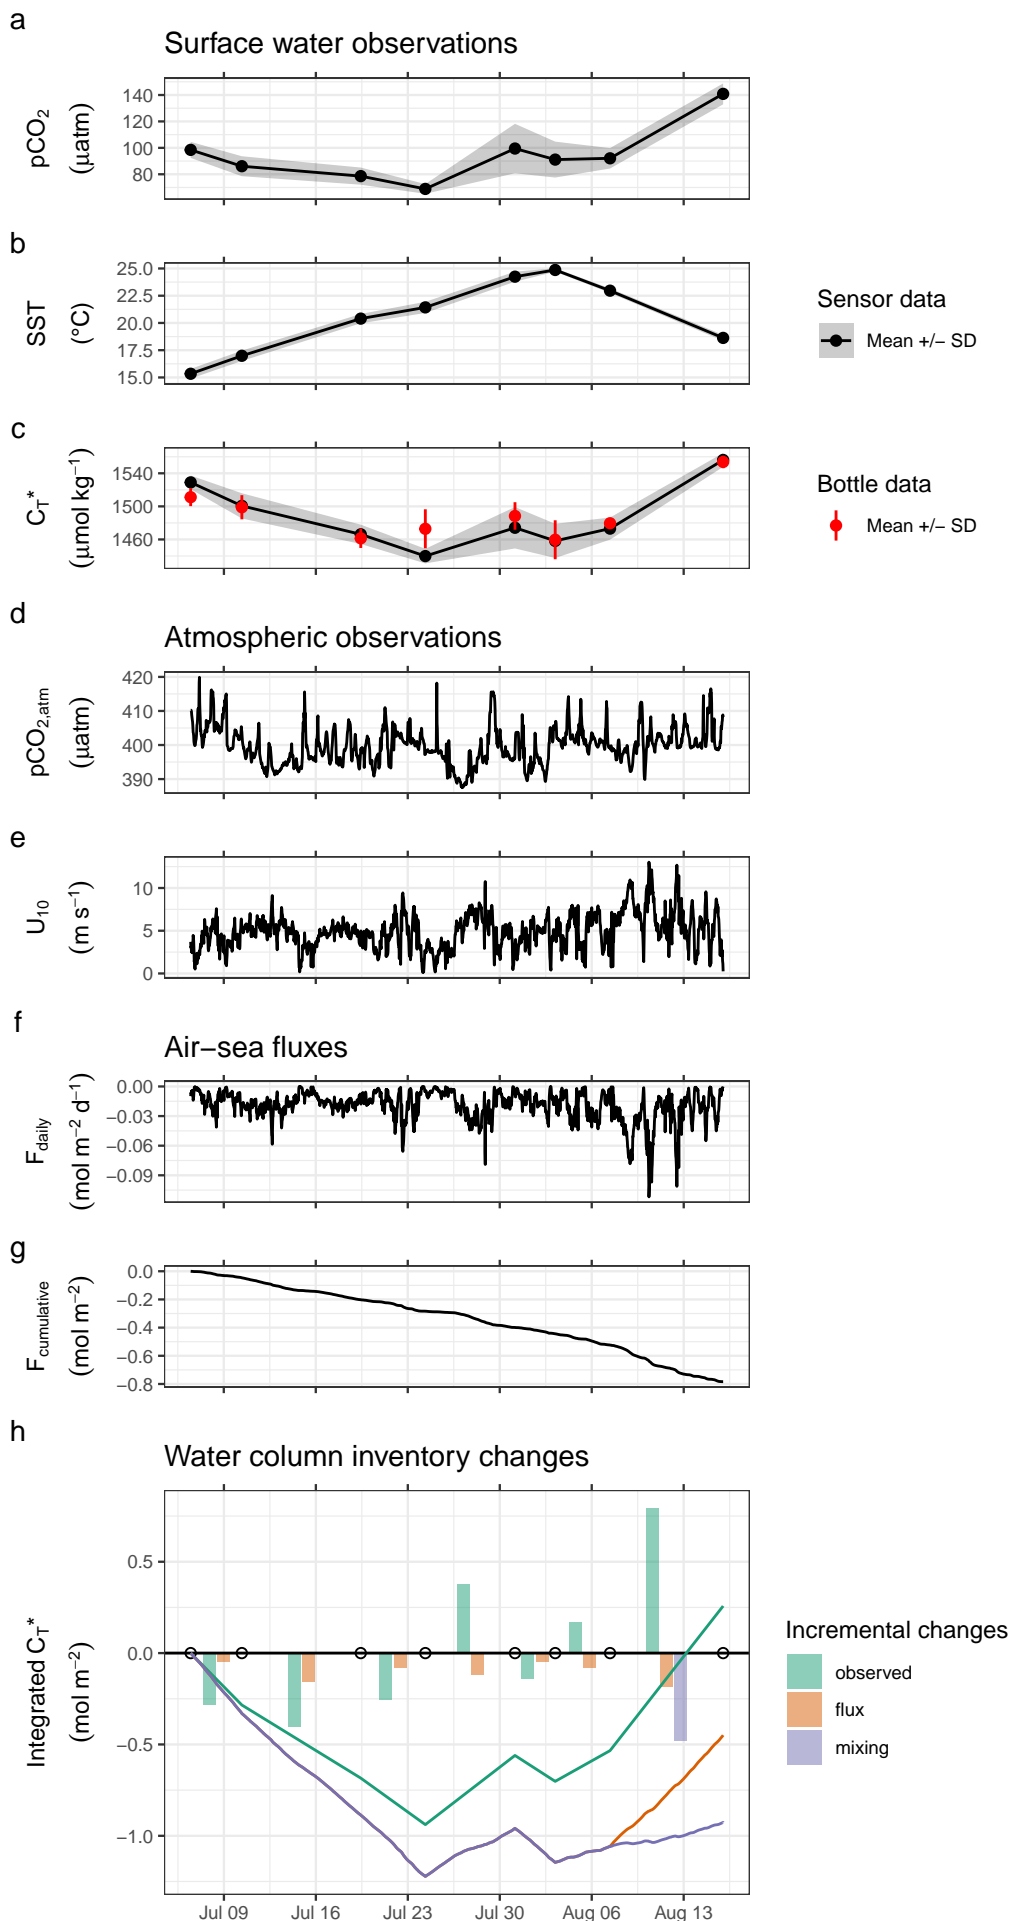 a
Surface water observations
pCO₂
(µatm)
140
120
100
80
b
SST
(°C)
25.0
22.5
20.0
17.5
15.0
Sensor data
Mean +/− SD
c
C_T*
(µmol kg⁻¹)
1540
1500
1460
Bottle data
Mean +/− SD
d
Atmospheric observations
pCO₂,atm
(µatm)
420
410
400
390
e
U₁₀
(m s⁻¹)
10
5
0
f
Air−sea fluxes
F_daily
(mol m⁻² d⁻¹)
0.00
−0.03
−0.06
−0.09
g
F_cumulative
(mol m⁻²)
0.0
−0.2
−0.4
−0.6
−0.8
h
Water column inventory changes
Integrated C_T*
(mol m⁻²)
0.5
0.0
−0.5
−1.0
Jul 09 Jul 16 Jul 23 Jul 30 Aug 06 Aug 13
Incremental changes
observed
flux
mixing